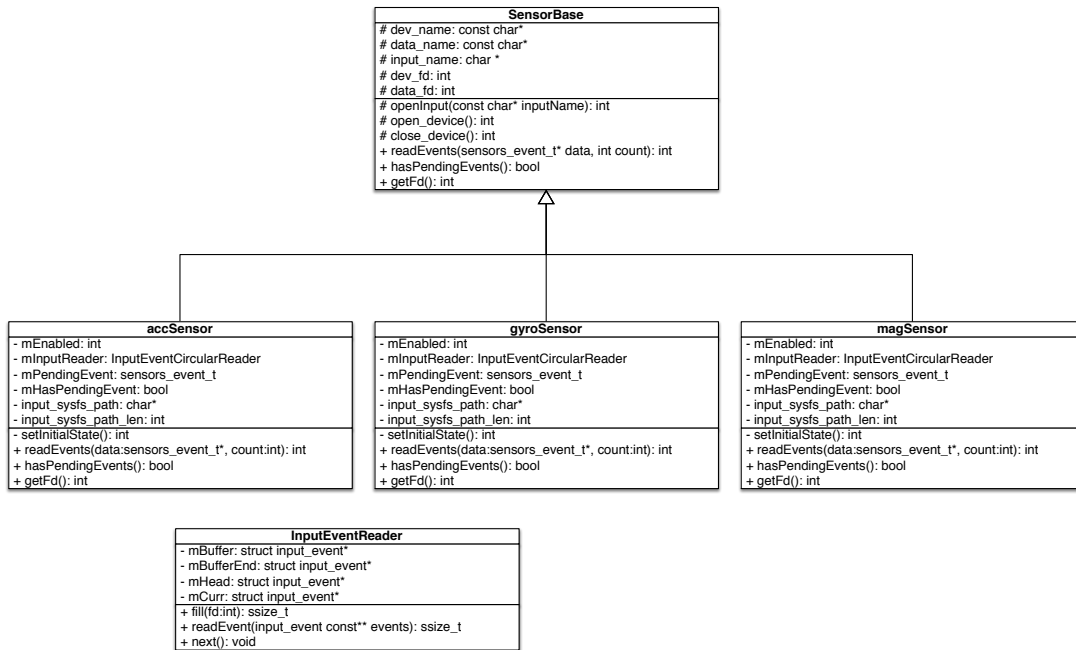 SensorBase
# dev_name: const char*
# data_name: const char*
# input_name: char *
# dev_fd: int
# data_fd: int
# openInput(const char* inputName): int
# open_device(): int
# close_device(): int
+ readEvents(sensors_event_t* data, int count): int
+ hasPendingEvents(): bool
+ getFd(): int
accSensor
- mEnabled: int
- mInputReader: InputEventCircularReader
- mPendingEvent: sensors_event_t
- mHasPendingEvent: bool
- input_sysfs_path: char*
- input_sysfs_path_len: int
- setInitialState(): int
+ readEvents(data:sensors_event_t*, count:int): int
+ hasPendingEvents(): bool
+ getFd(): int
gyroSensor
- mEnabled: int
- mInputReader: InputEventCircularReader
- mPendingEvent: sensors_event_t
- mHasPendingEvent: bool
- input_sysfs_path: char*
- input_sysfs_path_len: int
- setInitialState(): int
+ readEvents(data:sensors_event_t*, count:int): int
+ hasPendingEvents(): bool
+ getFd(): int
magSensor
- mEnabled: int
- mInputReader: InputEventCircularReader
- mPendingEvent: sensors_event_t
- mHasPendingEvent: bool
- input_sysfs_path: char*
- input_sysfs_path_len: int
- setInitialState(): int
+ readEvents(data:sensors_event_t*, count:int): int
+ hasPendingEvents(): bool
+ getFd(): int
InputEventReader
- mBuffer: struct input_event*
- mBufferEnd: struct input_event*
- mHead: struct input_event*
- mCurr: struct input_event*
+ fill(fd:int): ssize_t
+ readEvent(input_event const** events): ssize_t
+ next(): void